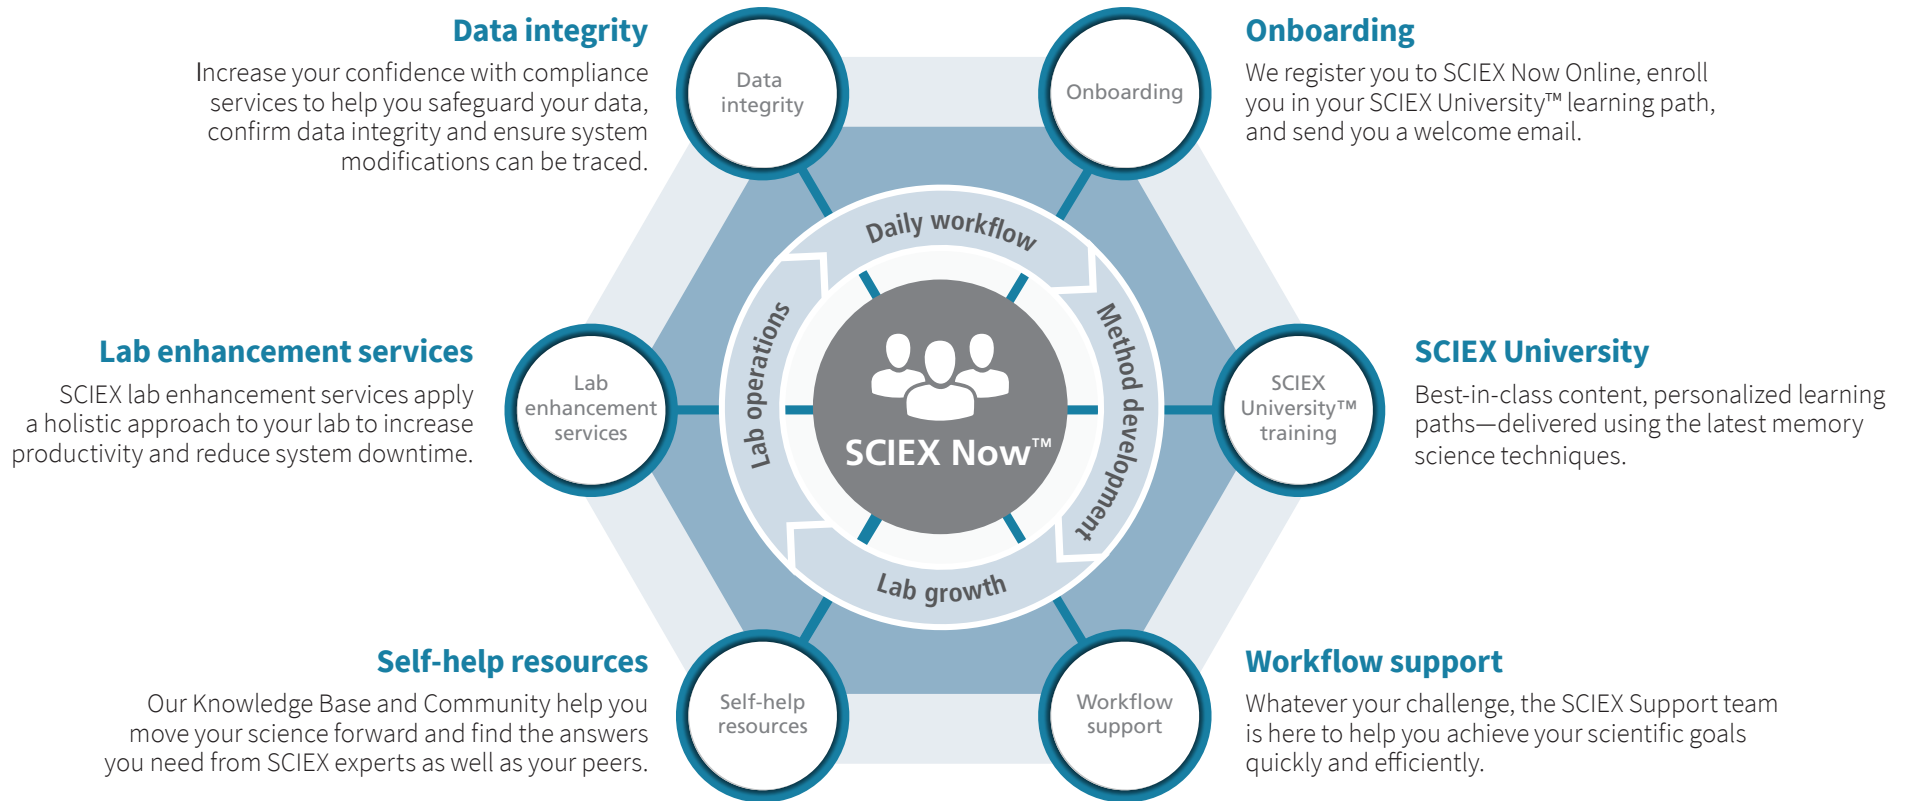 Data integrity
Increase your confidence with compliance
services to help you safeguard your data,
confirm data integrity and ensure system
modifications can be traced.
Data
integrity
Onboarding
Onboarding
We register you to SCIEX Now Online, enroll
you in your SCIEX University™ learning path,
and send you a welcome email.
Daily workflow
Method development
Lab growth
Lab operations
SCIEX Now™
Lab enhancement services
SCIEX lab enhancement services apply
a holistic approach to your lab to increase
productivity and reduce system downtime.
Lab
enhancement
services
SCIEX
University™
training
SCIEX University
Best-in-class content, personalized learning
paths—delivered using the latest memory
science techniques.
Self-help resources
Our Knowledge Base and Community help you
move your science forward and find the answers
you need from SCIEX experts as well as your peers.
Self-help
resources
Workflow
support
Workflow support
Whatever your challenge, the SCIEX Support team
is here to help you achieve your scientific goals
quickly and efficiently.